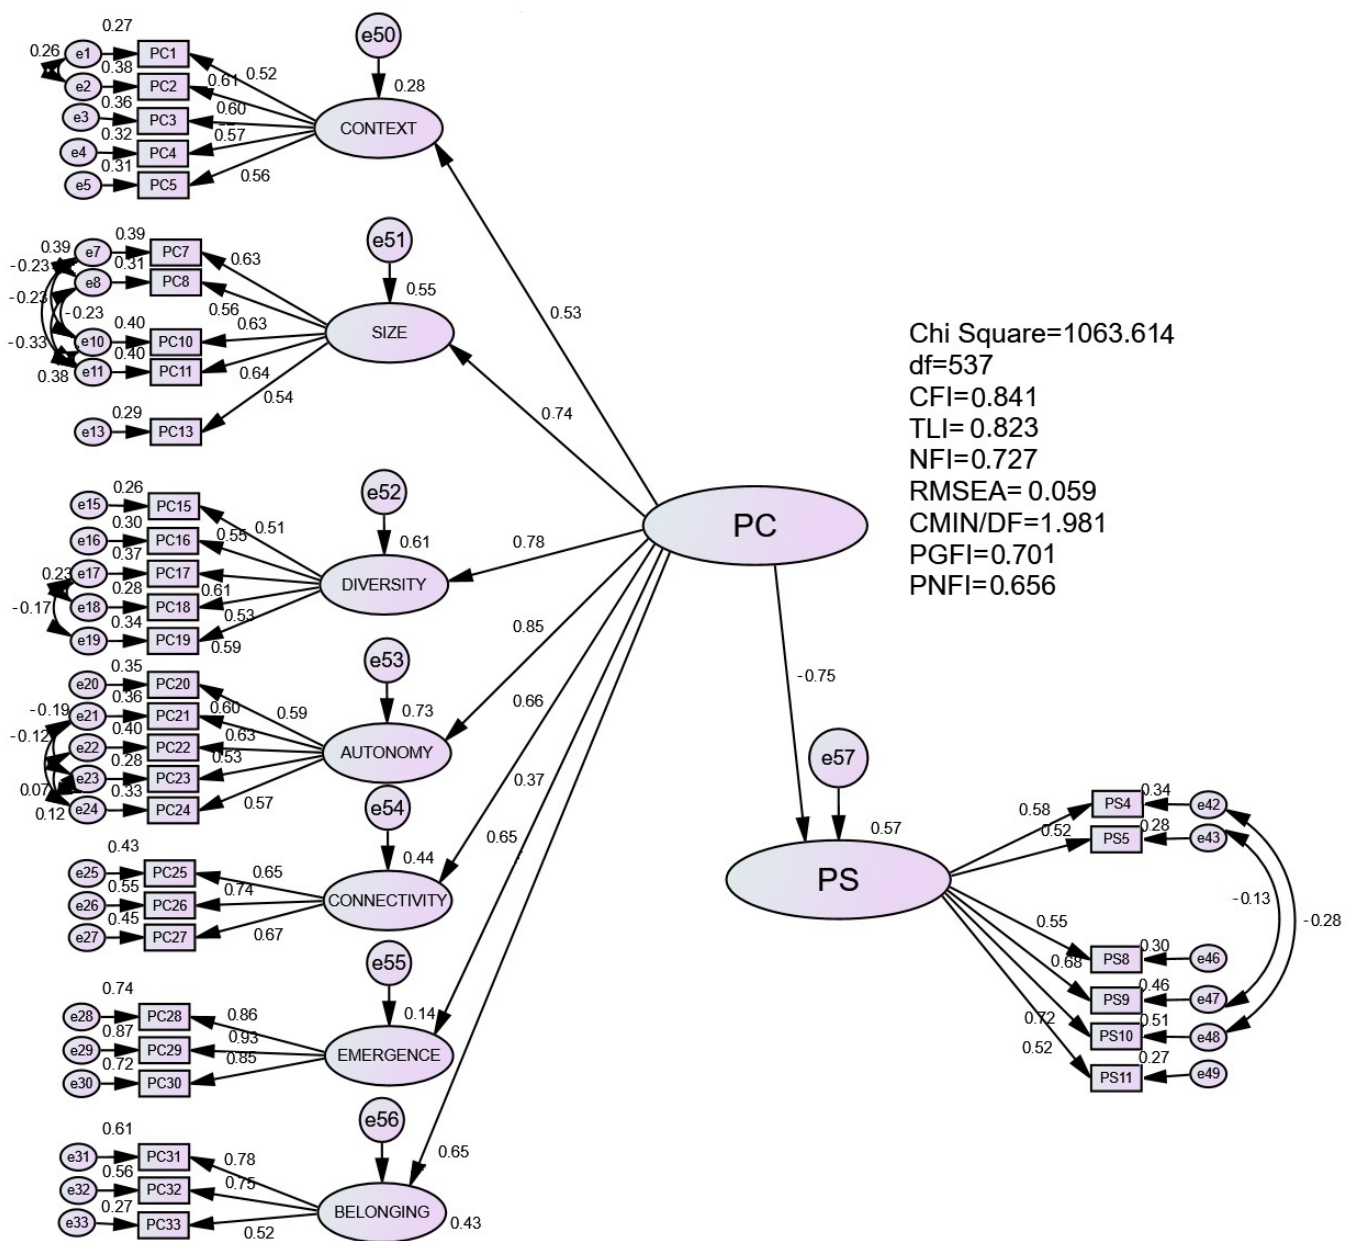 0.27
e50
0.26 e1 PC1
0.38 0.52
e2 PC2 0.61 0.28
0.36 0.60
e3 PC3 CONTEXT
0.32 0.57
e4 PC4
0.31 0.56
e5 PC5
0.39 0.39 e51
e7 PC7 0.63
-0.23 0.31
e8 PC8 0.55
-0.23 -0.23 0.56 0.53
0.40 0.63
-0.33 e10 PC10 SIZE
0.40
0.38 e11 PC11 0.64
0.54
0.29 0.74
e13 PC13
Chi Square=1063.614
df=537
CFI=0.841
TLI= 0.823
NFI=0.727
RMSEA= 0.059
CMIN/DF=1.981
PGFI=0.701
PNFI=0.656
0.26 e52
e15 PC15 0.51
0.30 0.55
e16 PC16 0.61 0.78 PC
0.37
0.23 e17 PC17
0.28 0.61 DIVERSITY
-0.17 e18 PC18
0.34 0.53
e19 PC19 0.59
0.85
0.35 e53
e20 PC20 0.59 -0.75
0.36 0.60 0.66
-0.19 e21 PC21 0.73
-0.12 0.40 0.63
e22 PC22 AUTONOMY
0.28 0.53 e57
e23 PC23 0.37
0.07 0.33 0.57
0.12 e24 PC24 e54
0.58 PS4 0.34 e42
0.65 0.57 0.52 PS5 0.28 e43
0.43
e25 PC25 0.65 0.44
0.55 0.74 PS
e26 PC26 CONNECTIVITY -0.13
0.45 0.67 0.55 -0.28
e27 PC27 0.30
e55 0.68 PS8 e46
0.74 0.46
PS9 e47
e28 PC28 0.86 0.14 0.72 0.51
0.87 0.93 PS10 e48
e29 PC29 EMERGENCE 0.52 0.27
0.72 0.85 PS11 e49
e30 PC30
0.61 e56
e31 PC31 0.78 0.65
0.56 0.75
e32 PC32
0.27 BELONGING 0.43
e33 PC33 0.52